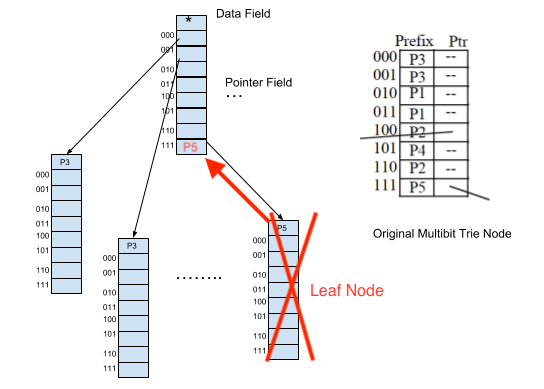 *
Data Field
000
001
010
011
100
101
110
111 P5
Pointer Field
...
Prefix Ptr
000 P3 --
001 P3 --
010 P1 --
011 P1 --
100 P2
101 P4 --
110 P2 --
111 P5
Original Multibit Trie Node
P3
000
001
010
011
100
101
110
111
P3
000
001
010
011
100
101
110
111
........
P5
000
001
010
011
100
101
110
111
Leaf Node